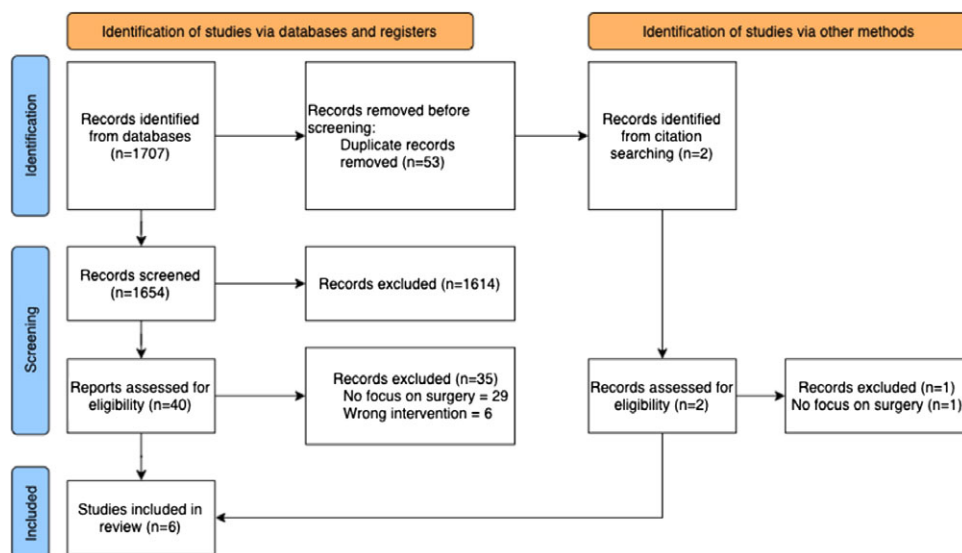 Identification of studies via databases and registers
Identification of studies via other methods
Identification
Records identified
from databases
(n=1707)
Records removed before
screening:
Duplicate records
removed (n=53)
Records identified
from citation
searching (n=2)
Screening
Records screened
(n=1654)
Records excluded (n=1614)
Reports assessed for
eligibility (n=40)
Records excluded (n=35)
No focus on surgery = 29
Wrong intervention = 6
Records assessed for
eligibility (n=2)
Records excluded (n=1)
No focus on surgery (n=1)
Included
Studies included in
review (n=6)